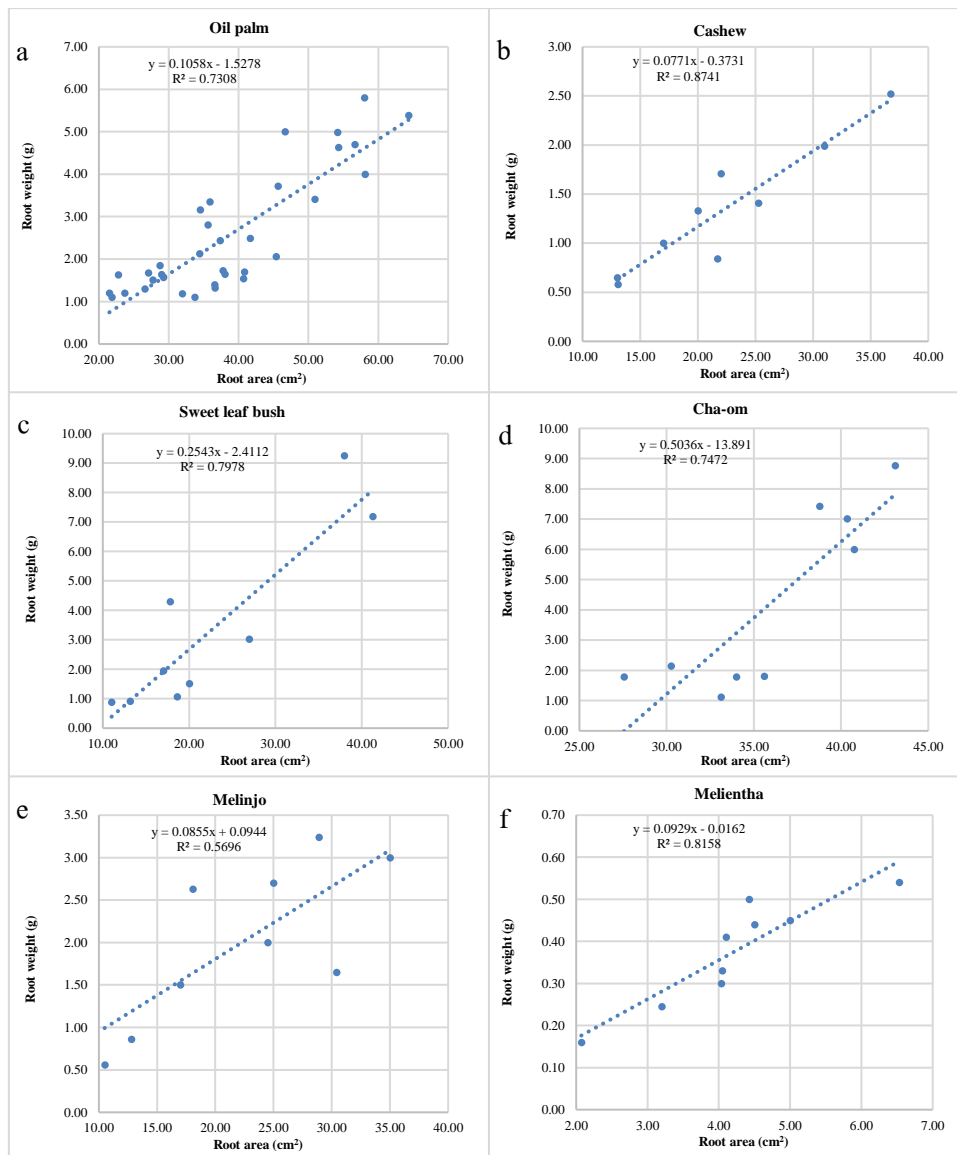 a
Oil palm
y = 0.1058x - 1.5278
R² = 0.7308
Root weight (g)
7.00
6.00
5.00
4.00
3.00
2.00
1.00
0.00
20.00 30.00 40.00 50.00 60.00 70.00
Root area (cm²)
b
Cashew
y = 0.0771x - 0.3731
R² = 0.8741
Root weight (g)
3.00
2.50
2.00
1.50
1.00
0.50
0.00
10.00 15.00 20.00 25.00 30.00 35.00 40.00
Root area (cm²)
c
Sweet leaf bush
y = 0.2543x - 2.4112
R² = 0.7978
Root weight (g)
10.00
9.00
8.00
7.00
6.00
5.00
4.00
3.00
2.00
1.00
0.00
10.00 20.00 30.00 40.00 50.00
Root area (cm²)
d
Cha-om
y = 0.5036x - 13.891
R² = 0.7472
Root weight (g)
10.00
9.00
8.00
7.00
6.00
5.00
4.00
3.00
2.00
1.00
0.00
25.00 30.00 35.00 40.00 45.00
Root area (cm²)
e
Melinjo
y = 0.0855x + 0.0944
R² = 0.5696
Root weight (g)
3.50
3.00
2.50
2.00
1.50
1.00
0.50
0.00
10.00 15.00 20.00 25.00 30.00 35.00 40.00
Root area (cm²)
f
Melientha
y = 0.0929x - 0.0162
R² = 0.8158
Root weight (g)
0.70
0.60
0.50
0.40
0.30
0.20
0.10
0.00
2.00 3.00 4.00 5.00 6.00 7.00
Root area (cm²)